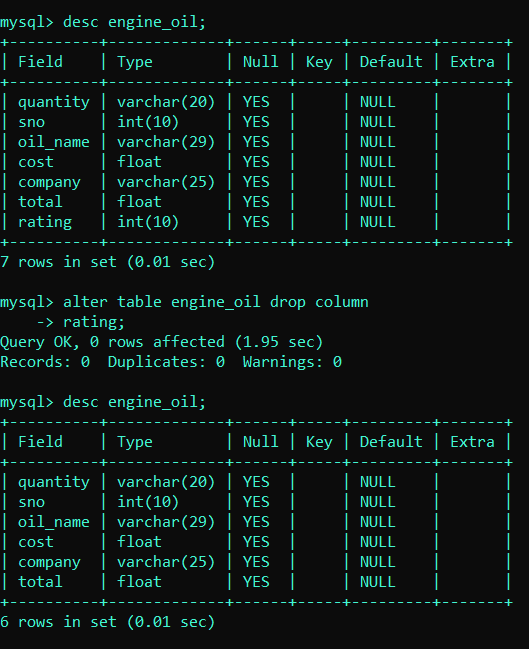 mysql> desc engine_oil;
+----------+-------------+------+-----+---------+-------+
| Field    | Type        | Null | Key | Default | Extra |
+----------+-------------+------+-----+---------+-------+
| quantity | varchar(20) | YES  |     | NULL    |       |
| sno      | int(10)     | YES  |     | NULL    |       |
| oil_name | varchar(29) | YES  |     | NULL    |       |
| cost     | float       | YES  |     | NULL    |       |
| company  | varchar(25) | YES  |     | NULL    |       |
| total    | float       | YES  |     | NULL    |       |
| rating   | int(10)     | YES  |     | NULL    |       |
+----------+-------------+------+-----+---------+-------+
7 rows in set (0.01 sec)
mysql> alter table engine_oil drop column
    -> rating;
Query OK, 0 rows affected (1.95 sec)
Records: 0  Duplicates: 0  Warnings: 0
mysql> desc engine_oil;
+----------+-------------+------+-----+---------+-------+
| Field    | Type        | Null | Key | Default | Extra |
+----------+-------------+------+-----+---------+-------+
| quantity | varchar(20) | YES  |     | NULL    |       |
| sno      | int(10)     | YES  |     | NULL    |       |
| oil_name | varchar(29) | YES  |     | NULL    |       |
| cost     | float       | YES  |     | NULL    |       |
| company  | varchar(25) | YES  |     | NULL    |       |
| total    | float       | YES  |     | NULL    |       |
+----------+-------------+------+-----+---------+-------+
6 rows in set (0.01 sec)